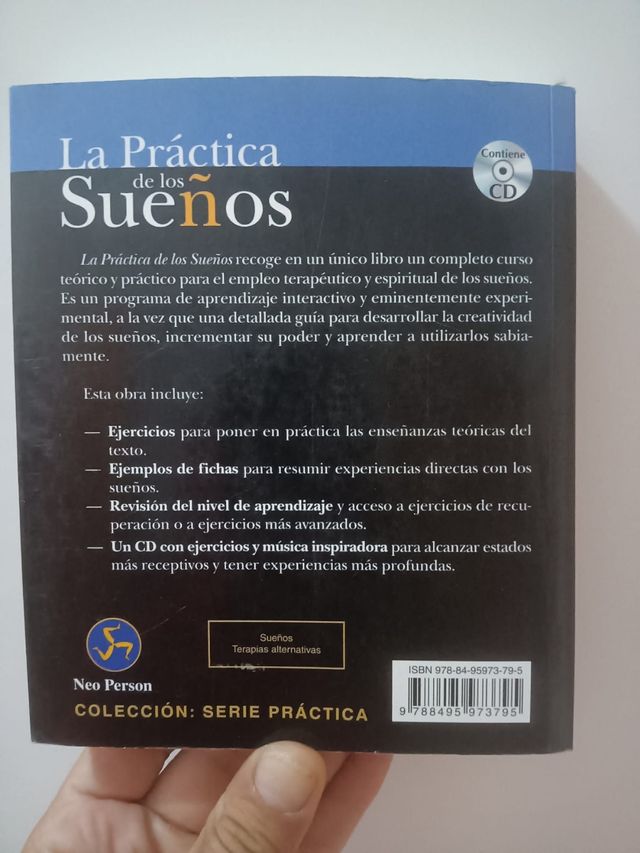 La Práctica
de los
Sueños
Contiene
CD
La Práctica de los Sueños recoge en un único libro un completo curso
teórico y práctico para el empleo terapéutico y espiritual de los sueños.
Es un programa de aprendizaje interactivo y eminentemente experi-
mental, a la vez que una detallada guía para desarrollar la creatividad
de los sueños, incrementar su poder y aprender a utilizarlos sabia-
mente.
Esta obra incluye:
— Ejercicios para poner en práctica las enseñanzas teóricas del
texto.
— Ejemplos de fichas para resumir experiencias directas con los
sueños.
— Revisión del nivel de aprendizaje y acceso a ejercicios de recu-
peración o a ejercicios más avanzados.
— Un CD con ejercicios y música inspiradora para alcanzar estados
más receptivos y tener experiencias más profundas.
Neo Person
Sueños
Terapias alternativas
COLECCIÓN: SERIE PRÁCTICA
ISBN 978-84-95973-79-5
9 788495 973795